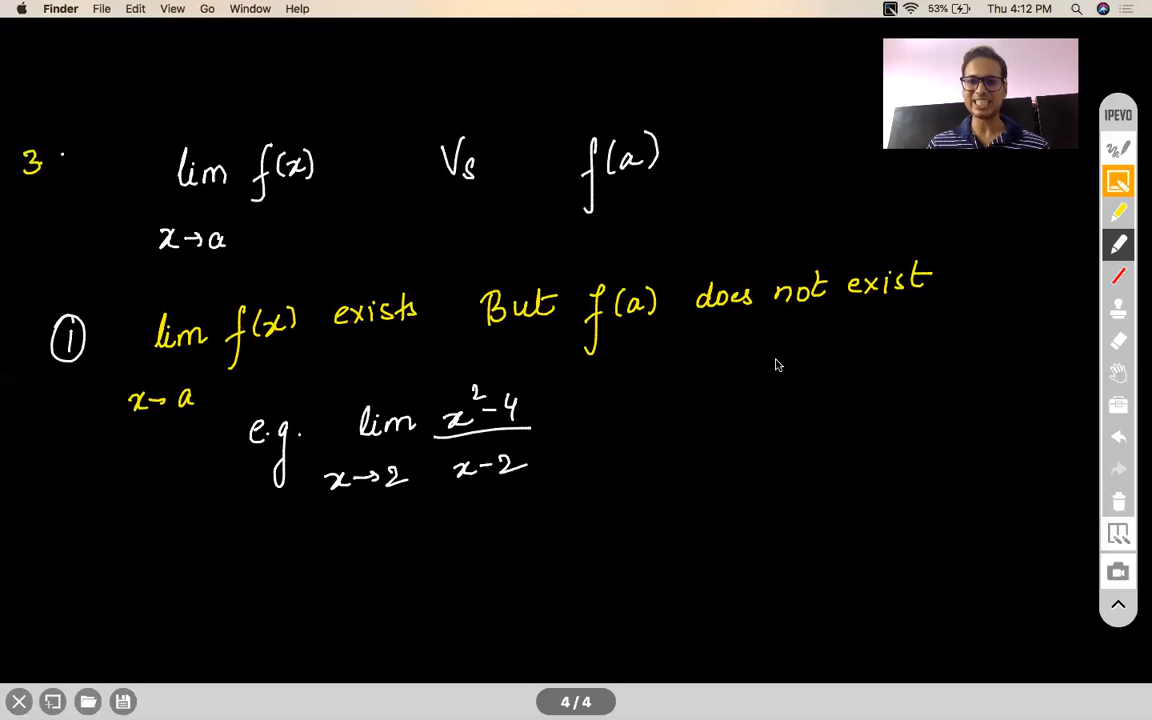 Finder File Edit View Go Window Help 53% Thu 4:12 PM
IPEVO
3. lim f(x) Vs f(a)
x→a
① lim f(x) exists But f(a) does not exist
x→a
e.g. lim x²-4
x→2 x-2
4/4